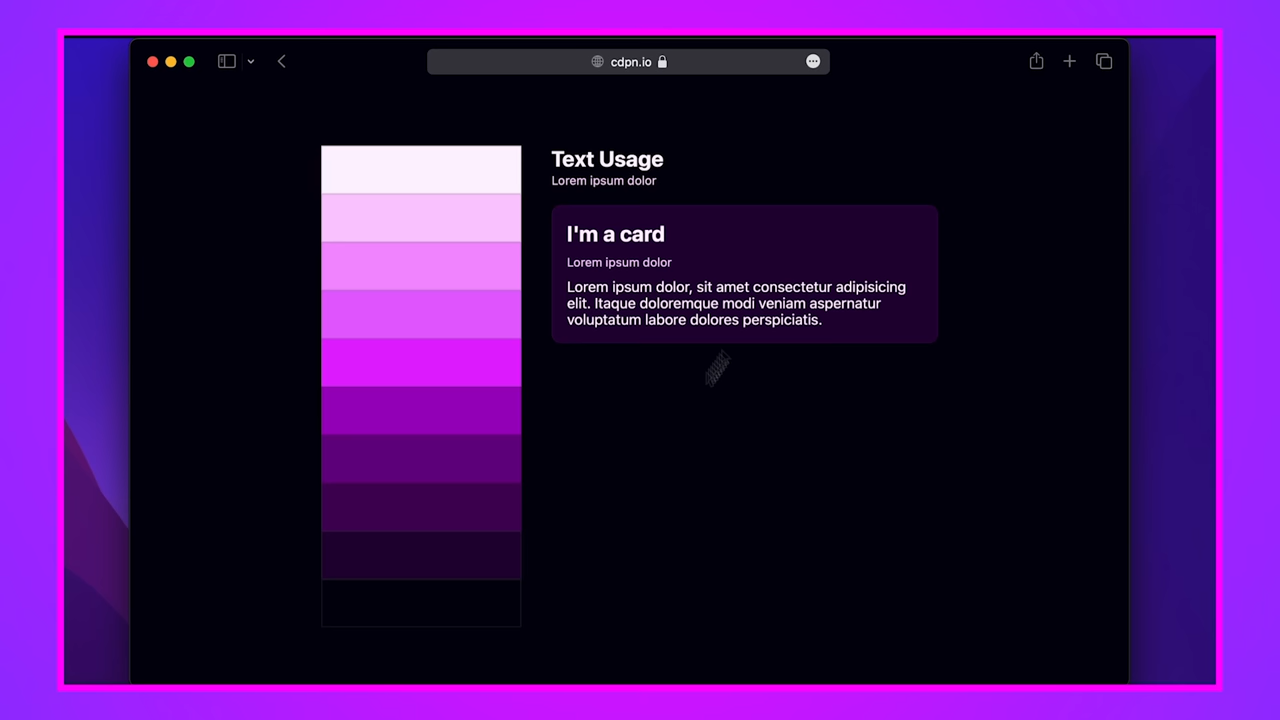 cdpn.io
Text Usage
Lorem ipsum dolor
I'm a card
Lorem ipsum dolor
Lorem ipsum dolor, sit amet consectetur adipisicing
elit. Itaque doloremque modi veniam aspernatur
voluptatum labore dolores perspiciatis.